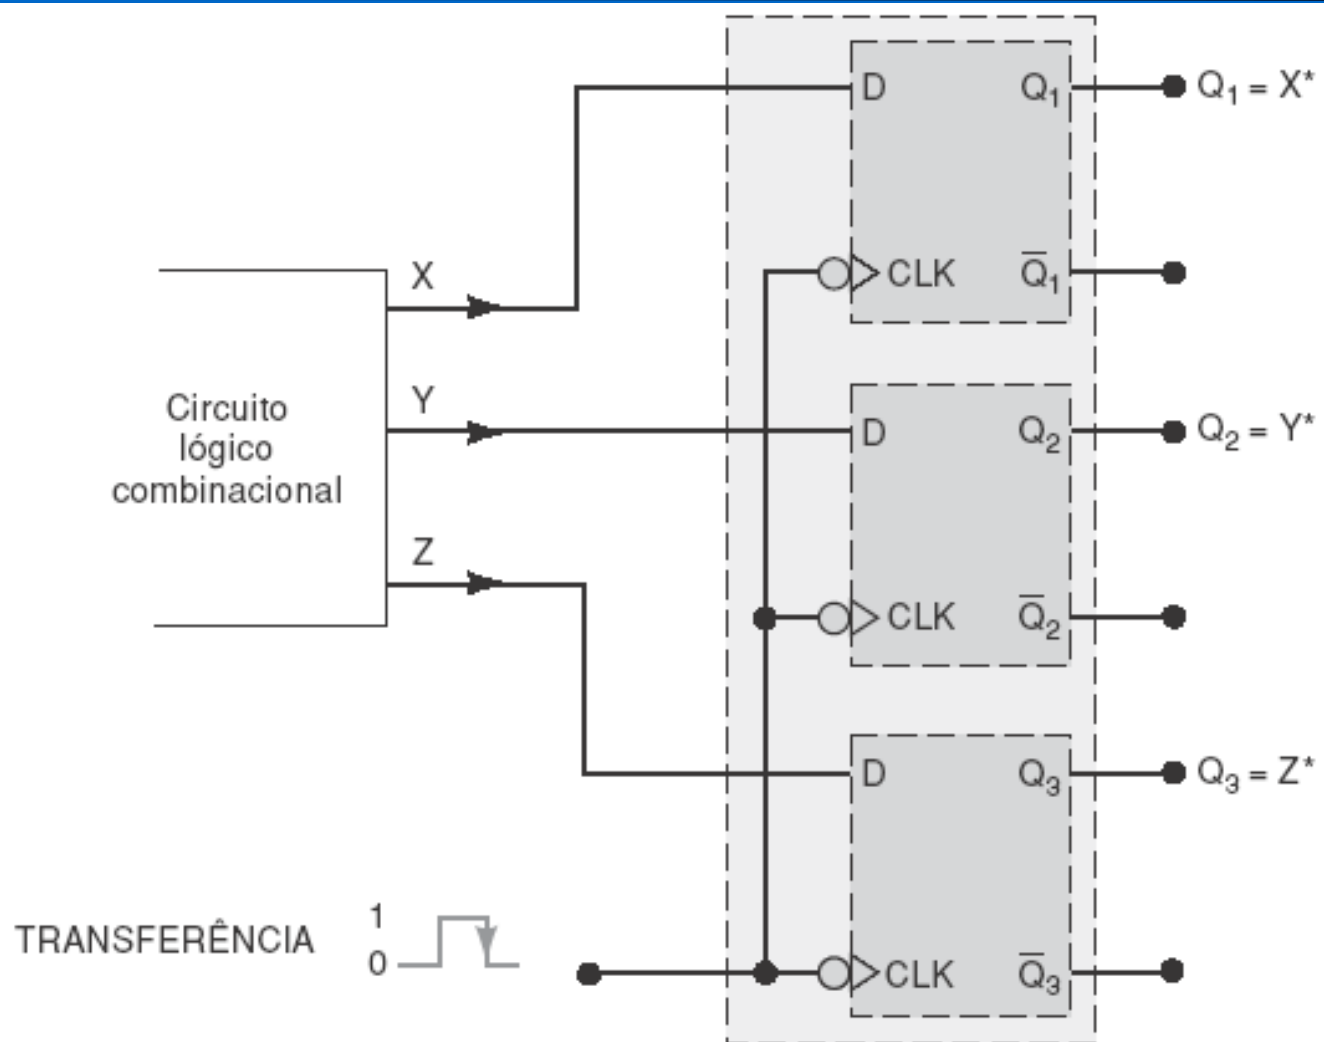 D Q₁ Q₁ = X*
X
CLK Q̅₁
Circuito
lógico
combinacional
Y
D Q₂ Q₂ = Y*
Z
CLK Q̅₂
D Q₃ Q₃ = Z*
TRANSFERÊNCIA
1
0
CLK Q̅₃